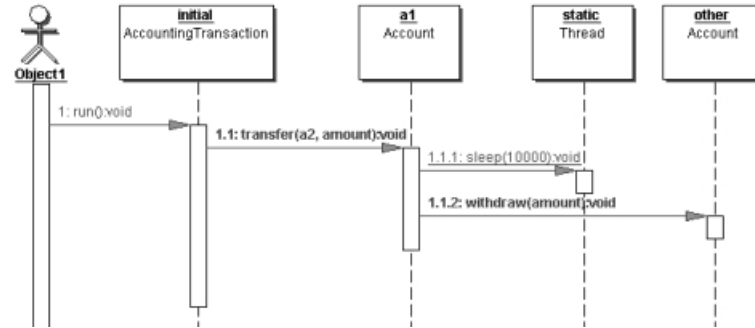 initial
AccountingTransaction
a1
Account
static
Thread
other
Account
Object1
1: run():void
1.1: transfer(a2, amount):void
1.1.1: sleep(10000):void
1.1.2: withdraw(amount):void